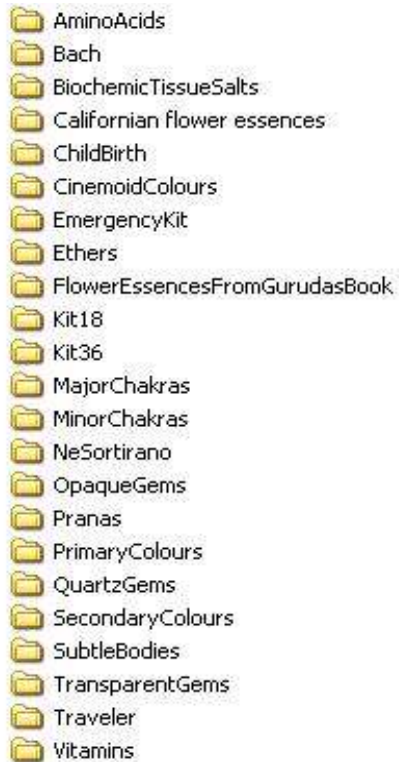 AminoAcids
Bach
BiochemicTissueSalts
Californian flower essences
ChildBirth
CinemoidColours
EmergencyKit
Ethers
FlowerEssencesFromGurudasBook
Kit18
Kit36
MajorChakras
MinorChakras
NeSortirano
OpaqueGems
Pranas
PrimaryColours
QuartzGems
SecondaryColours
SubtleBodies
TransparentGems
Traveler
Vitamins